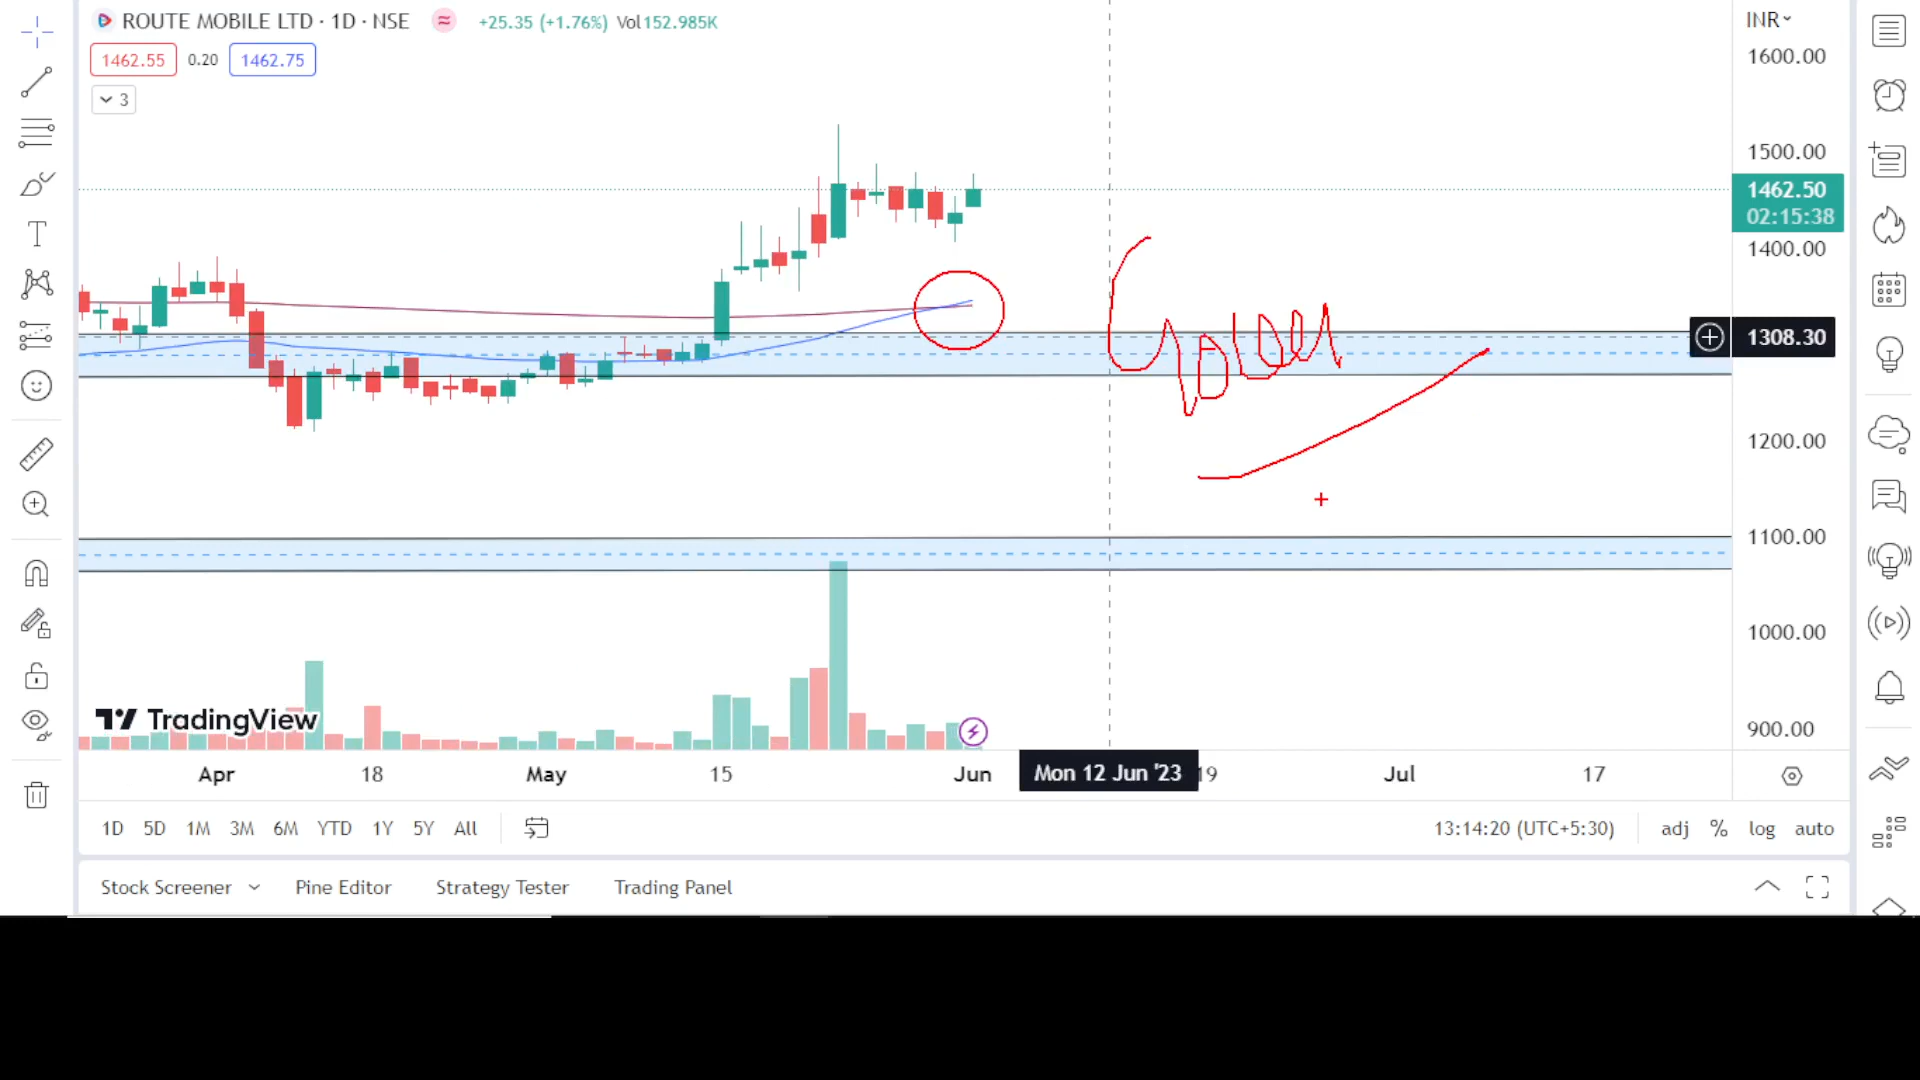 ROUTE MOBILE LTD · 1D · NSE ≈ +25.35 (+1.76%) Vol152.985K
INR
1462.55 0.20 1462.75
3
1600.00
1500.00
1462.50
02:15:38
1400.00
Golden
1308.30
1200.00
1100.00
1000.00
900.00
TradingView
Apr 18 May 15 Jun Mon 12 Jun '23 19 Jul 17
1D 5D 1M 3M 6M YTD 1Y 5Y All
13:14:20 (UTC+5:30) adj % log auto
Stock Screener Pine Editor Strategy Tester Trading Panel